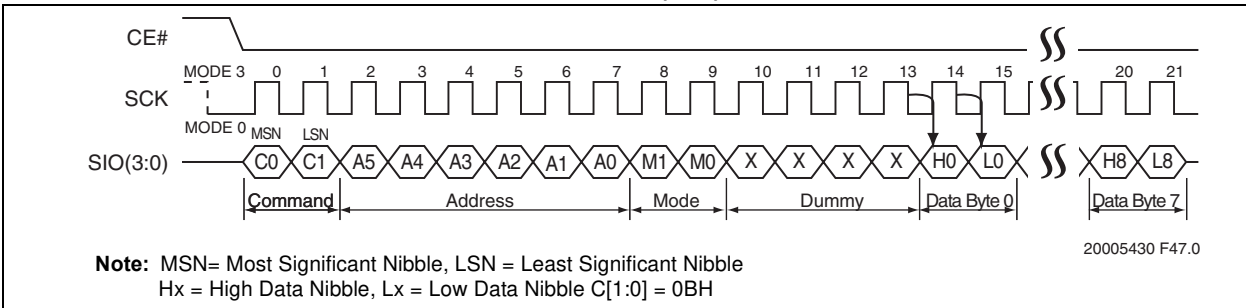 CE#
MODE 3 0 1 2 3 4 5 6 7 8 9 10 11 12 13 14 15 20 21
SCK
MODE 0
MSN LSN
SIO(3:0) C0 C1 A5 A4 A3 A2 A1 A0 M1 M0 X X X X H0 L0 H8 L8
Command Address Mode Dummy Data Byte 0 Data Byte 7
20005430 F47.0
Note: MSN= Most Significant Nibble, LSN = Least Significant Nibble
Hx = High Data Nibble, Lx = Low Data Nibble C[1:0] = 0BH